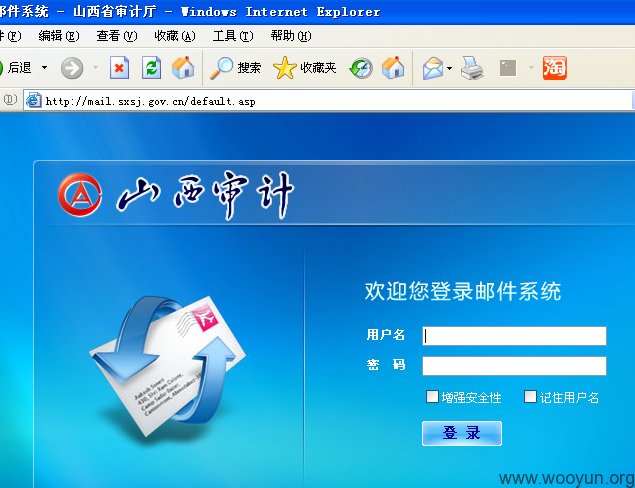 邮件系统 - 山西省审计厅 - Windows Internet Explorer
件(F) 编辑(E) 查看(V) 收藏(A) 工具(T) 帮助(H)
后退 搜索 收藏夹 淘
(D) http://mail.sxsj.gov.cn/default.asp
山西审计
欢迎您登录邮件系统
用户名
密 码
增强安全性 记住用户名
登 录
www.wooyun.org